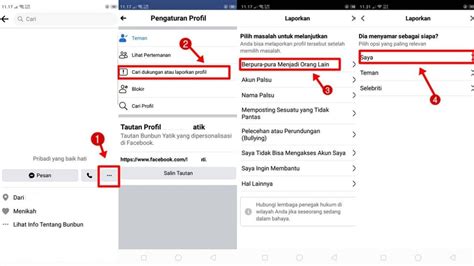 11.17
Cari
1
Pribadi yang baik hati
Pesan
Dari
Menikah
Lihat Info Tentang Bunbun
11.17
Pengaturan Profil
Teman
2
Lihat Pertemanan
Cari dukungan atau laporkan profil
Blokir
Cari Profil
Tautan Profil atik
Tautan Bunbun Yatik yang dipersonalisasi
di Facebook.
https://www.facebook.com/
Salin Tautan
11.17
Laporkan
Pilih masalah untuk melanjutkan
Anda bisa melaporkan profil tersebut setelah
memilih masalah.
Berpura-pura Menjadi Orang Lain
3
Akun Palsu
Nama Palsu
Memposting Sesuatu yang Tidak
Pantas
Pelecehan atau Perundungan
(Bullying)
Saya Tidak Bisa Mengakses Akun Saya
Saya Ingin Membantu
Hal Lainnya
Hubungi lembaga penegak hukum di
wilayah Anda jika seseorang sedang
dalam bahaya.
11.17
Laporkan
Dia menyamar sebagai siapa?
Pilih opsi yang paling relevan
Saya
Teman
4
Selebriti